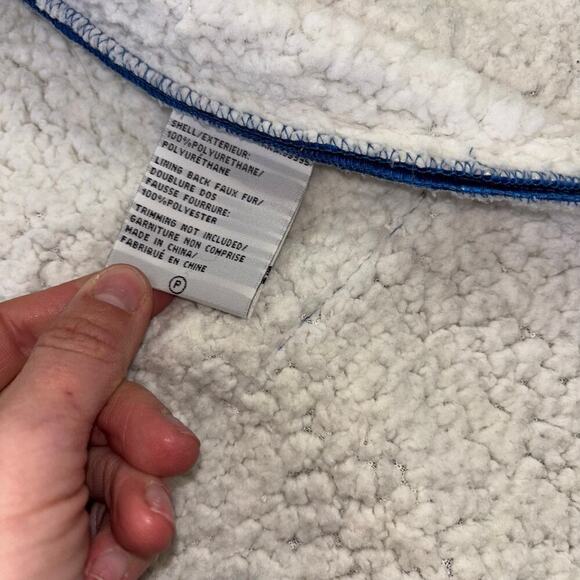 SHELL/EXTERIEUR:
100%POLYURETHANE/
POLYURÉTHANE
LINING BACK FAUX FUR/
DOUBLURE DOS
FAUSSE FOURRURE:
100%POLYESTER
TRIMMING NOT INCLUDED/
GARNITURE NON COMPRISE
MADE IN CHINA/
FABRIQUÉ EN CHINE
P